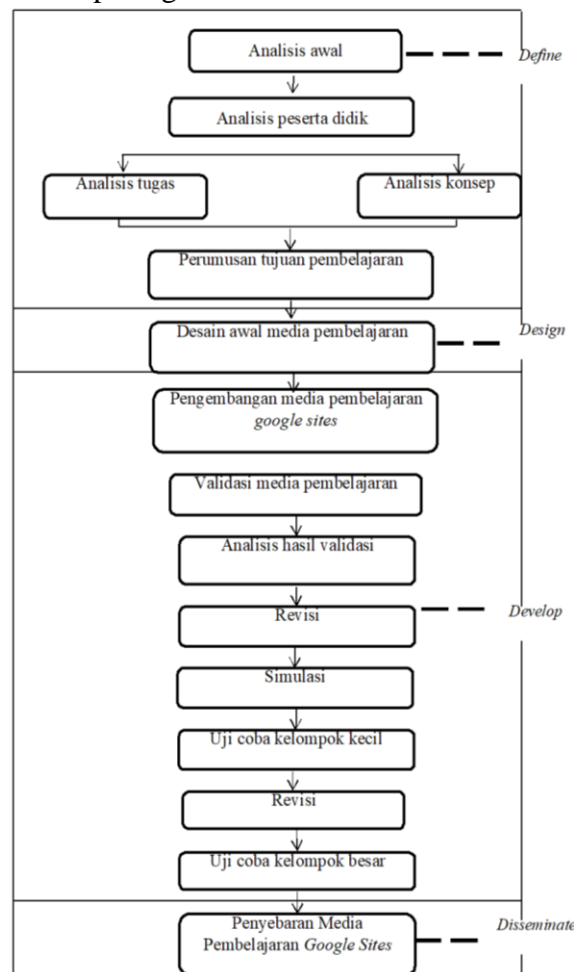 Analisis awal
Define
Analisis peserta didik
Analisis tugas
Analisis konsep
Perumusan tujuan pembelajaran
Desain awal media pembelajaran
Design
Pengembangan media pembelajaran
google sites
Validasi media pembelajaran
Analisis hasil validasi
Revisi
Develop
Simulasi
Uji coba kelompok kecil
Revisi
Uji coba kelompok besar
Penyebaran Media
Disseminate
Pembelajaran Google Sites